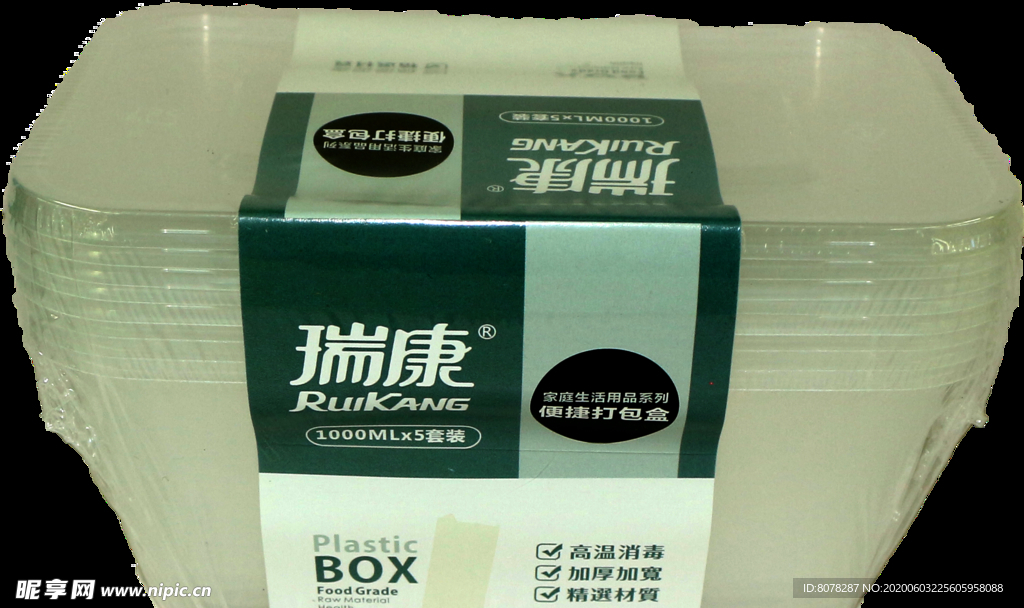 1000MLx5套装
RUIKANG
瑞康®
家庭生活用品系列
便捷打包盒
瑞康®
RUIKANG
1000MLx5套装
家庭生活用品系列
便捷打包盒
Plastic
BOX
Food Grade
- Raw Material
Health
高温消毒
加厚加寬
精選材質
昵享网 www.nipic.cn
ID:8078287 NO:20200603225605958088